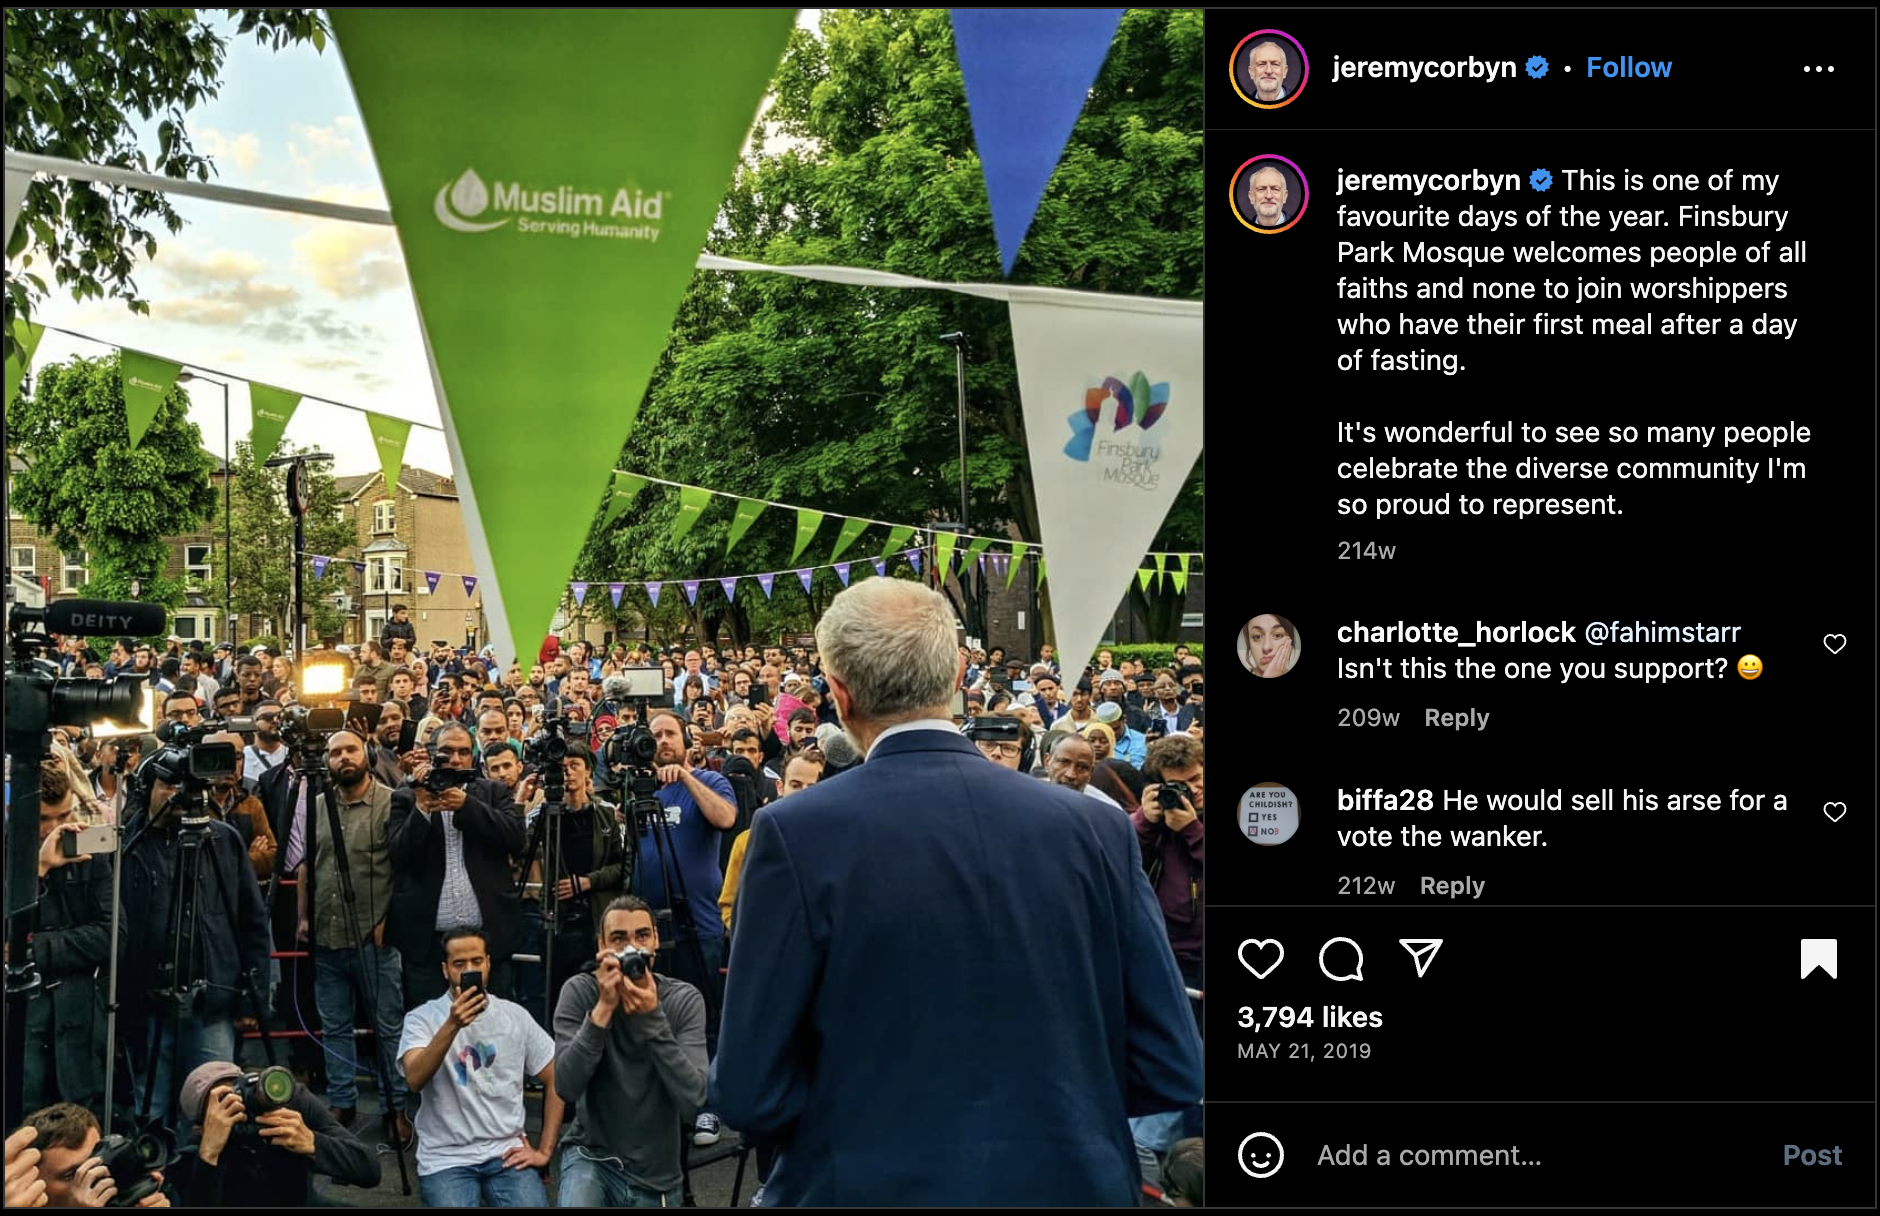 Muslim Aid
Serving Humanity
Finsbury
Park
Mosque
DEITY
jeremycorbyn • Follow
jeremycorbyn This is one of my
favourite days of the year. Finsbury
Park Mosque welcomes people of all
faiths and none to join worshippers
who have their first meal after a day
of fasting.
It's wonderful to see so many people
celebrate the diverse community I'm
so proud to represent.
214w
charlotte_horlock @fahimstarr
Isn't this the one you support? 😀
209w Reply
ARE YOU
CHILDISH?
YES
NO
biffa28 He would sell his arse for a
vote the wanker.
212w Reply
3,794 likes
MAY 21, 2019
Add a comment...
Post